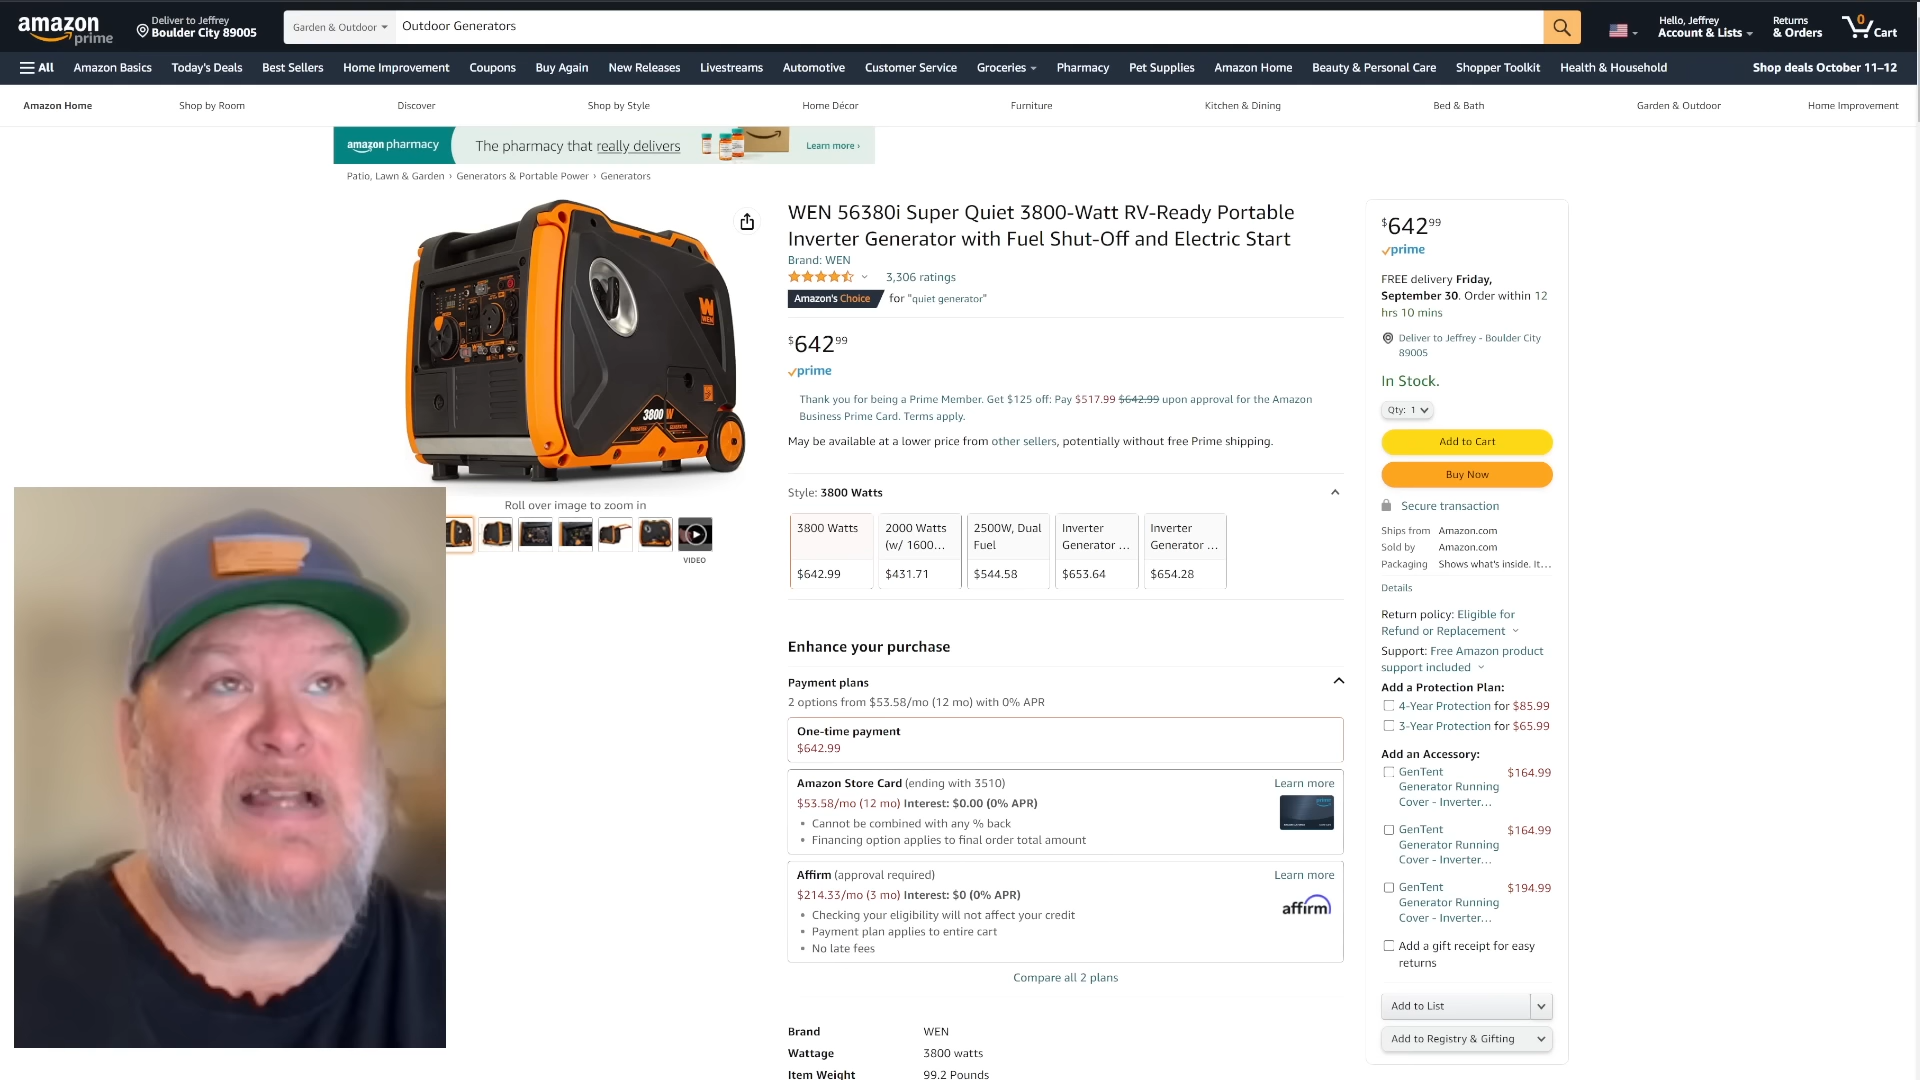 amazon
prime
Deliver to Jeffrey
Boulder City 89005
Garden & Outdoor
Outdoor Generators
Hello, Jeffrey
Account & Lists
Returns
& Orders
0
Cart
All
Amazon Basics
Today's Deals
Best Sellers
Home Improvement
Coupons
Buy Again
New Releases
Livestreams
Automotive
Customer Service
Groceries
Pharmacy
Pet Supplies
Amazon Home
Beauty & Personal Care
Shopper Toolkit
Health & Household
Shop deals October 11–12
Amazon Home
Shop by Room
Discover
Shop by Style
Home Décor
Furniture
Kitchen & Dining
Bed & Bath
Garden & Outdoor
Home Improvement
amazon pharmacy
The pharmacy that really delivers
Learn more ›
Patio, Lawn & Garden › Generators & Portable Power › Generators
W
WEN
3800 W
Roll over image to zoom in
VIDEO
WEN 56380i Super Quiet 3800-Watt RV-Ready Portable
Inverter Generator with Fuel Shut-Off and Electric Start
Brand: WEN
3,306 ratings
Amazon's Choice for "quiet generator"
$642 99
prime
Thank you for being a Prime Member. Get $125 off: Pay $517.99 $642.99 upon approval for the Amazon
Business Prime Card. Terms apply.
May be available at a lower price from other sellers, potentially without free Prime shipping.
Style: 3800 Watts
3800 Watts
$642.99
2000 Watts
(w/ 1600...
$431.71
2500W, Dual
Fuel
$544.58
Inverter
Generator ...
$653.64
Inverter
Generator ...
$654.28
Enhance your purchase
Payment plans
2 options from $53.58/mo (12 mo) with 0% APR
One-time payment
$642.99
Amazon Store Card (ending with 3510)
Learn more
$53.58/mo (12 mo) Interest: $0.00 (0% APR)
• Cannot be combined with any % back
• Financing option applies to final order total amount
Affirm (approval required)
Learn more
$214.33/mo (3 mo) Interest: $0 (0% APR)
affirm
• Checking your eligibility will not affect your credit
• Payment plan applies to entire cart
• No late fees
Compare all 2 plans
Brand WEN
Wattage 3800 watts
Item Weight 99.2 Pounds
$642 99
prime
FREE delivery Friday,
September 30. Order within 12
hrs 10 mins
Deliver to Jeffrey - Boulder City
89005
In Stock.
Qty: 1
Add to Cart
Buy Now
Secure transaction
Ships from Amazon.com
Sold by Amazon.com
Packaging Shows what's inside. It...
Details
Return policy: Eligible for
Refund or Replacement
Support: Free Amazon product
support included
Add a Protection Plan:
4-Year Protection for $85.99
3-Year Protection for $65.99
Add an Accessory:
GenTent $164.99
Generator Running
Cover - Inverter...
GenTent $164.99
Generator Running
Cover - Inverter...
GenTent $194.99
Generator Running
Cover - Inverter...
Add a gift receipt for easy
returns
Add to List
Add to Registry & Gifting